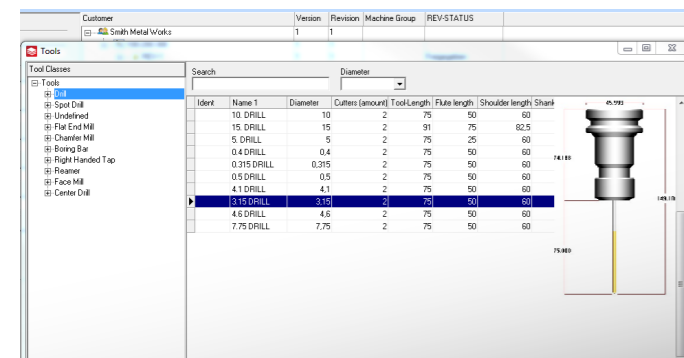 Customer Version Revision Machine Group REV-STATUS
Smith Metal Works 1 1
Tools
Tool Classes
Tools
Drill
Spot Drill
Undefined
Flat End Mill
Chamfer Mill
Boring Bar
Right Handed Tap
Reamer
Face Mill
Center Drill
Search Diameter
Ident Name 1 Diameter Cutters (amount) Tool-Length Flute length Shoulder length Shank
10. DRILL 10 2 75 50 60
15. DRILL 15 2 91 75 82,5
5. DRILL 5 2 75 25 60
0.4 DRILL 0,4 2 75 50 60
0.315 DRILL 0,315 2 75 50 60
0.5 DRILL 0,5 2 75 50 60
4.1 DRILL 4,1 2 75 50 60
3.15 DRILL 3,15 2 75 50 60
4.6 DRILL 4,6 2 75 50 60
7.75 DRILL 7,75 2 75 50 60
75.000